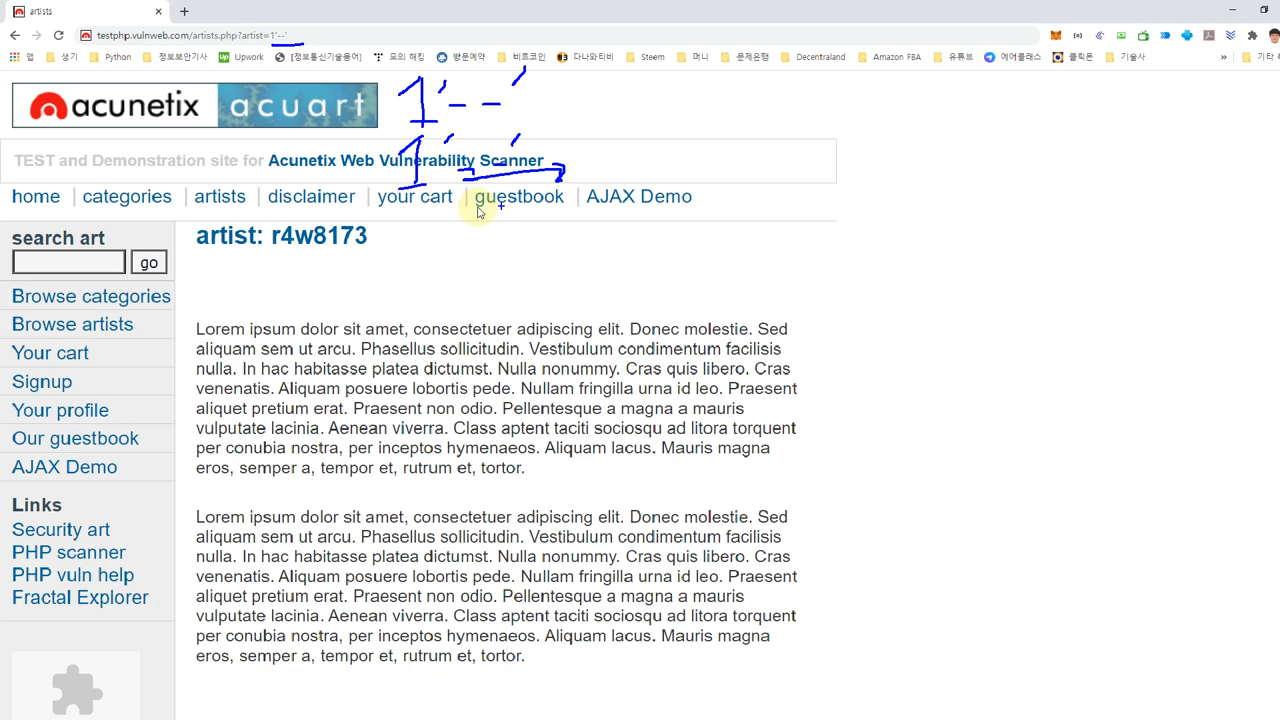 artists
testphp.vulnweb.com/artists.php?artist=1'--'
앱 생기 Python 정보보안기사 Upwork [정보통신기술용어] 모의 해킹 방문예약 비트코인 다나와티비 Steem 머니 문제은행 Decentraland Amazon FBA 유튜브 에어클래스 클릭몬 기술사 » 기타
acunetix acuart
1'--'
1'--'
TEST and Demonstration site for Acunetix Web Vulnerability Scanner
home | categories | artists | disclaimer | your cart | guestbook | AJAX Demo
search art
go
Browse categories
Browse artists
Your cart
Signup
Your profile
Our guestbook
AJAX Demo
Links
Security art
PHP scanner
PHP vuln help
Fractal Explorer
artist: r4w8173
Lorem ipsum dolor sit amet, consectetuer adipiscing elit. Donec molestie. Sed
aliquam sem ut arcu. Phasellus sollicitudin. Vestibulum condimentum facilisis
nulla. In hac habitasse platea dictumst. Nulla nonummy. Cras quis libero. Cras
venenatis. Aliquam posuere lobortis pede. Nullam fringilla urna id leo. Praesent
aliquet pretium erat. Praesent non odio. Pellentesque a magna a mauris
vulputate lacinia. Aenean viverra. Class aptent taciti sociosqu ad litora torquent
per conubia nostra, per inceptos hymenaeos. Aliquam lacus. Mauris magna
eros, semper a, tempor et, rutrum et, tortor.
Lorem ipsum dolor sit amet, consectetuer adipiscing elit. Donec molestie. Sed
aliquam sem ut arcu. Phasellus sollicitudin. Vestibulum condimentum facilisis
nulla. In hac habitasse platea dictumst. Nulla nonummy. Cras quis libero. Cras
venenatis. Aliquam posuere lobortis pede. Nullam fringilla urna id leo. Praesent
aliquet pretium erat. Praesent non odio. Pellentesque a magna a mauris
vulputate lacinia. Aenean viverra. Class aptent taciti sociosqu ad litora torquent
per conubia nostra, per inceptos hymenaeos. Aliquam lacus. Mauris magna
eros, semper a, tempor et, rutrum et, tortor.